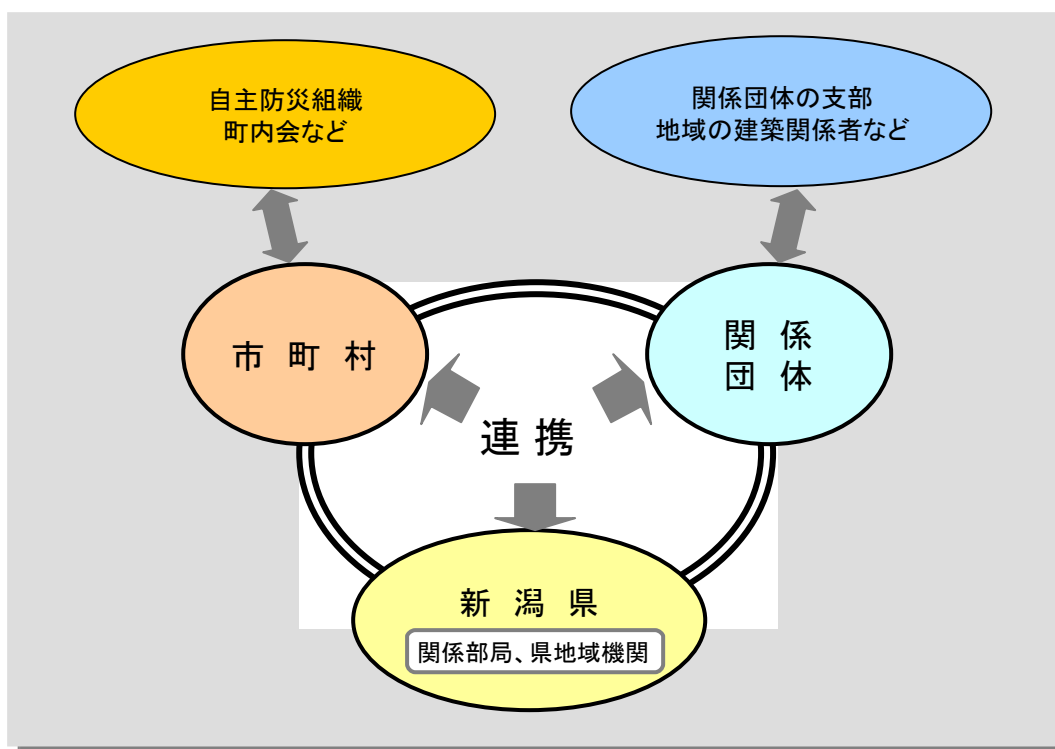 自主防災組織
町内会など
関係団体の支部
地域の建築関係者など
市 町 村
関 係
団 体
連 携
新 潟 県
関係部局、県地域機関